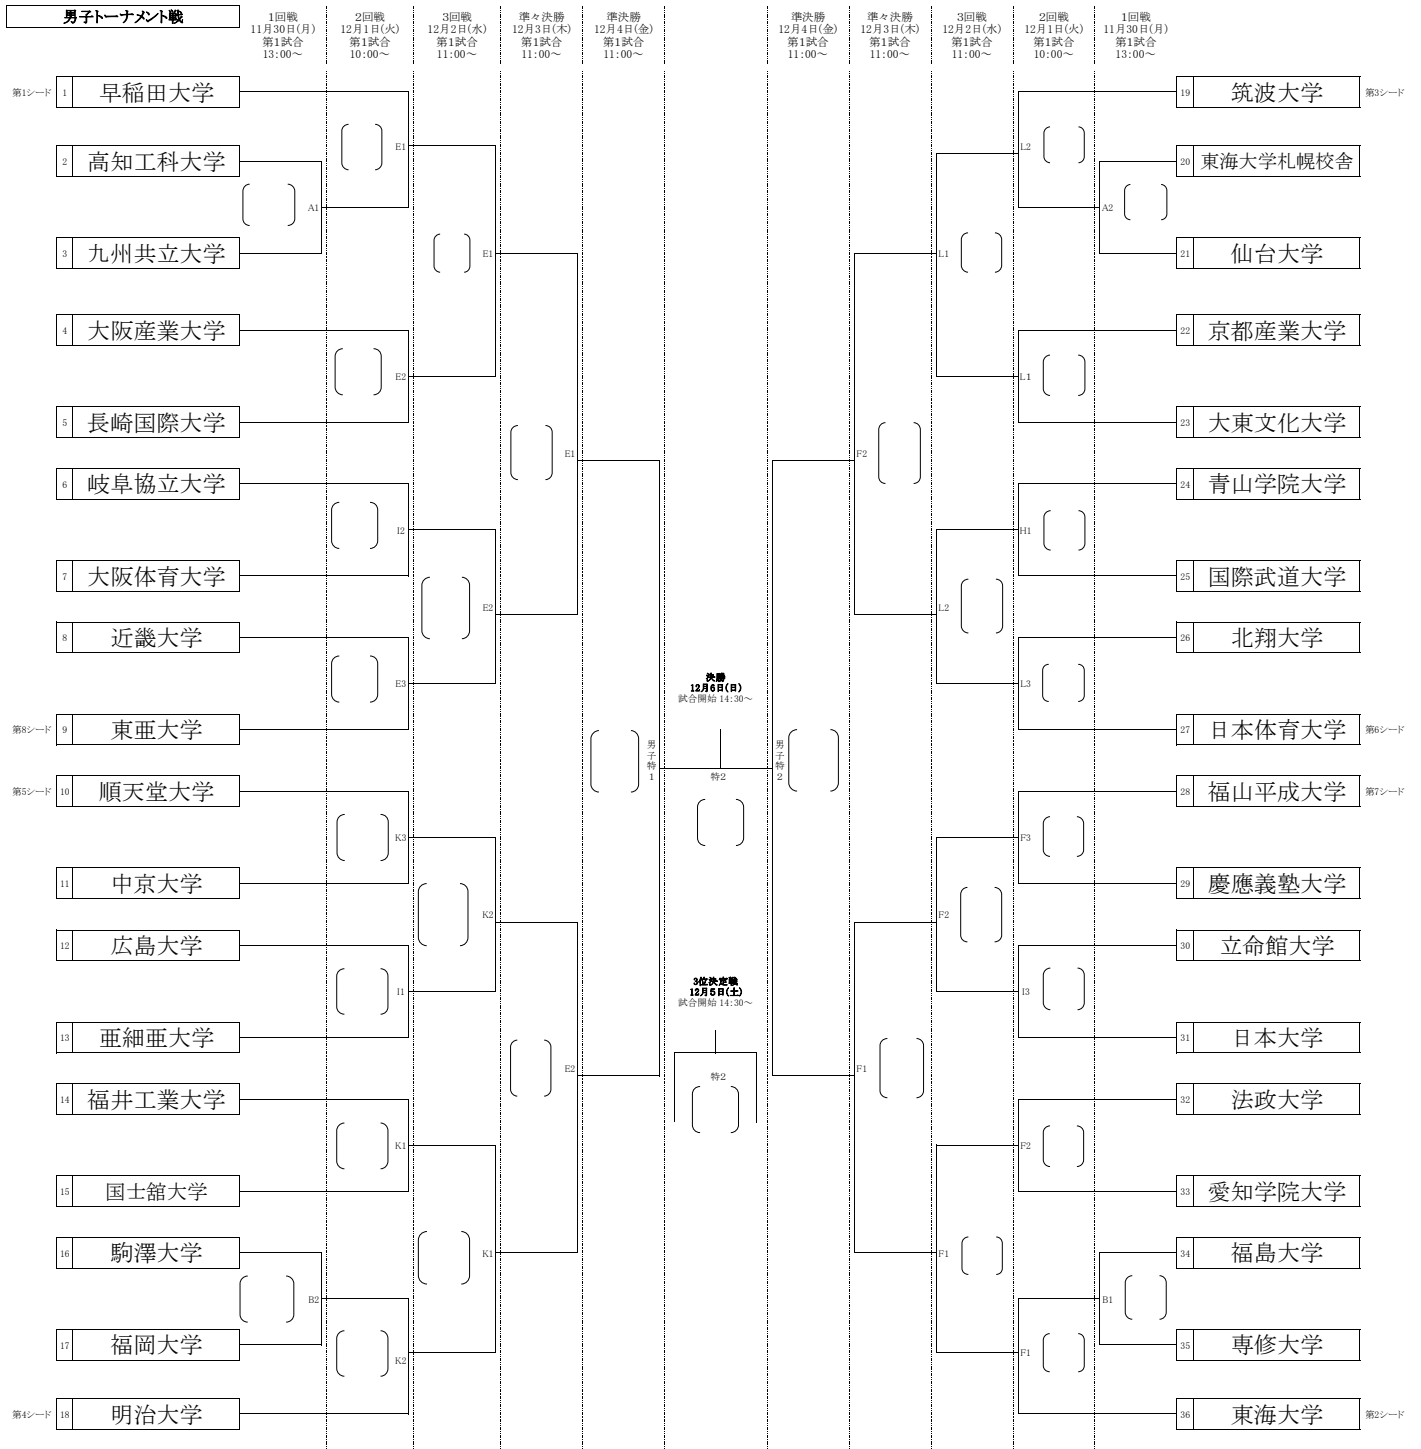 男子トーナメント戦
1回戦
11月30日(月)
第1試合
13:00～
2回戦
12月1日(火)
第1試合
10:00～
3回戦
12月2日(水)
第1試合
11:00～
準々決勝
12月3日(木)
第1試合
11:00～
準決勝
12月4日(金)
第1試合
11:00～
準決勝
12月4日(金)
第1試合
11:00～
準々決勝
12月3日(木)
第1試合
11:00～
3回戦
12月2日(水)
第1試合
11:00～
2回戦
12月1日(火)
第1試合
10:00～
1回戦
11月30日(月)
第1試合
13:00～
第1シード 1 早稲田大学
2 高知工科大学
3 九州共立大学
4 大阪産業大学
5 長崎国際大学
6 岐阜協立大学
7 大阪体育大学
8 近畿大学
第8シード 9 東亜大学
第5シード 10 順天堂大学
11 中京大学
12 広島大学
13 亜細亜大学
14 福井工業大学
15 国士舘大学
16 駒澤大学
17 福岡大学
第4シード 18 明治大学
A1
B2
E1
E2
I2
E3
K3
I1
K1
K2
E1
E2
K2
K1
E1
E2
男子特1
決勝
12月6日(日)
試合開始 14:30～
特2
3位決定戦
12月5日(土)
試合開始 14:30～
特2
男子特2
F2
F1
L1
L2
F2
F1
L2
L1
H1
L3
F3
I3
F2
F1
A2
B1
19 筑波大学 第3シード
20 東海大学札幌校舎
21 仙台大学
22 京都産業大学
23 大東文化大学
24 青山学院大学
25 国際武道大学
26 北翔大学
27 日本体育大学 第6シード
28 福山平成大学 第7シード
29 慶應義塾大学
30 立命館大学
31 日本大学
32 法政大学
33 愛知学院大学
34 福島大学
35 専修大学
36 東海大学 第2シード